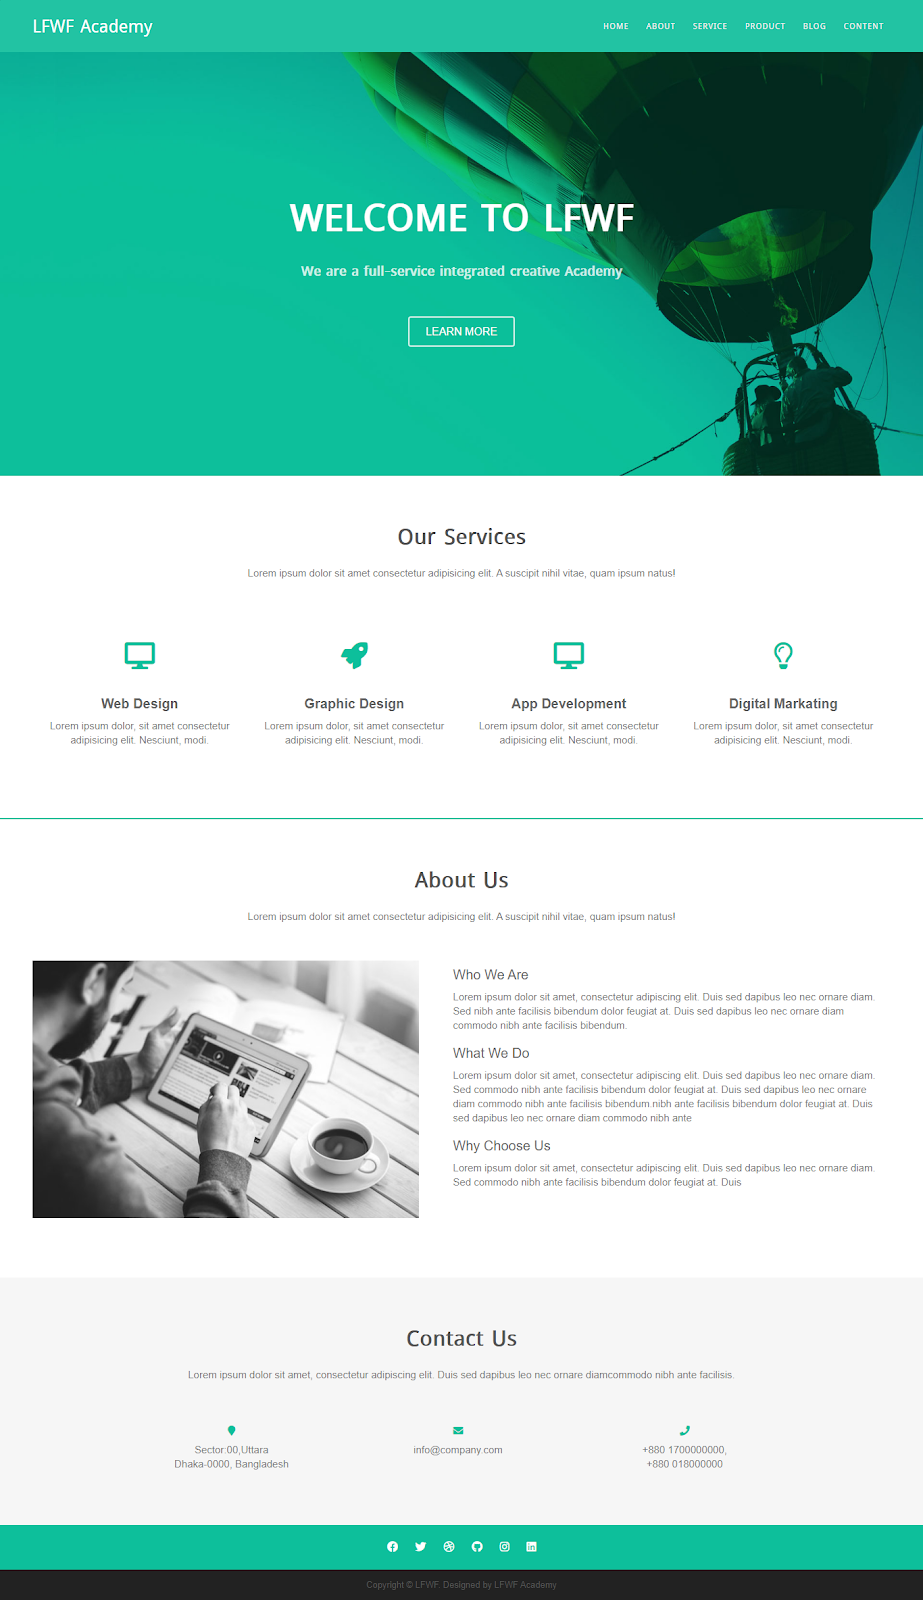 LFWF Academy
HOME ABOUT SERVICE PRODUCT BLOG CONTENT
WELCOME TO LFWF
We are a full-service integrated creative Academy
LEARN MORE
Our Services
Lorem ipsum dolor sit amet consectetur adipisicing elit. A suscipit nihil vitae, quam ipsum natus!
Web Design
Lorem ipsum dolor, sit amet consectetur
adipisicing elit. Nesciunt, modi.
Graphic Design
Lorem ipsum dolor, sit amet consectetur
adipisicing elit. Nesciunt, modi.
App Development
Lorem ipsum dolor, sit amet consectetur
adipisicing elit. Nesciunt, modi.
Digital Markating
Lorem ipsum dolor, sit amet consectetur
adipisicing elit. Nesciunt, modi.
About Us
Lorem ipsum dolor sit amet consectetur adipisicing elit. A suscipit nihil vitae, quam ipsum natus!
Who We Are
Lorem ipsum dolor sit amet, consectetur adipiscing elit. Duis sed dapibus leo nec ornare diam.
Sed nibh ante facilisis bibendum dolor feugiat at. Duis sed dapibus leo nec ornare diam
commodo nibh ante facilisis bibendum.
What We Do
Lorem ipsum dolor sit amet, consectetur adipiscing elit. Duis sed dapibus leo nec ornare diam.
Sed commodo nibh ante facilisis bibendum dolor feugiat at. Duis sed dapibus leo nec ornare
diam commodo nibh ante facilisis bibendum nibh ante facilisis bibendum dolor feugiat at. Duis
sed dapibus leo nec ornare diam commodo nibh ante
Why Choose Us
Lorem ipsum dolor sit amet, consectetur adipiscing elit. Duis sed dapibus leo nec ornare diam.
Sed commodo nibh ante facilisis bibendum dolor feugiat at. Duis
Contact Us
Lorem ipsum dolor sit amet, consectetur adipiscing elit. Duis sed dapibus leo nec ornare diamcommodo nibh ante facilisis.
Sector:00,Uttara
Dhaka-0000, Bangladesh
info@company.com
+880 1700000000,
+880 018000000
Copyright © LFWF. Designed by LFWF Academy